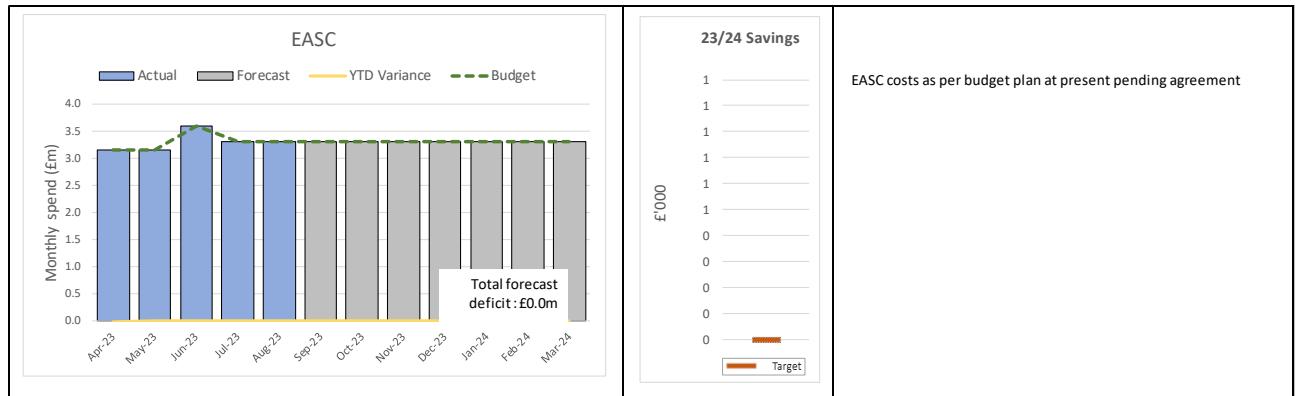 EASC
Actual Forecast YTD Variance Budget
Monthly spend (£m)
4.0
3.5
3.0
2.5
2.0
1.5
1.0
0.5
0.0
Total forecast
deficit : £0.0m
Apr-23 May-23 Jun-23 Jul-23 Aug-23 Sep-23 Oct-23 Nov-23 Dec-23 Jan-24 Feb-24 Mar-24
23/24 Savings
£'000
1
1
1
1
1
1
0
0
0
0
0
Target
EASC costs as per budget plan at present pending agreement